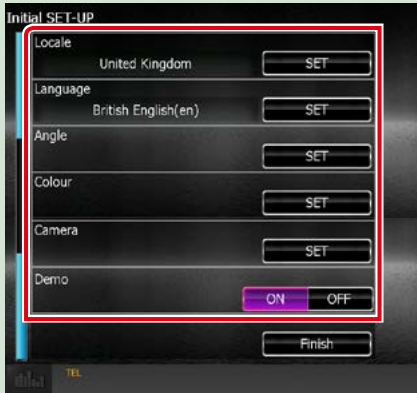 Initial SET-UP
Locale
United Kingdom SET
Language
British English(en) SET
Angle
SET
Colour
SET
Camera
SET
Demo
ON OFF
Finish
TEL